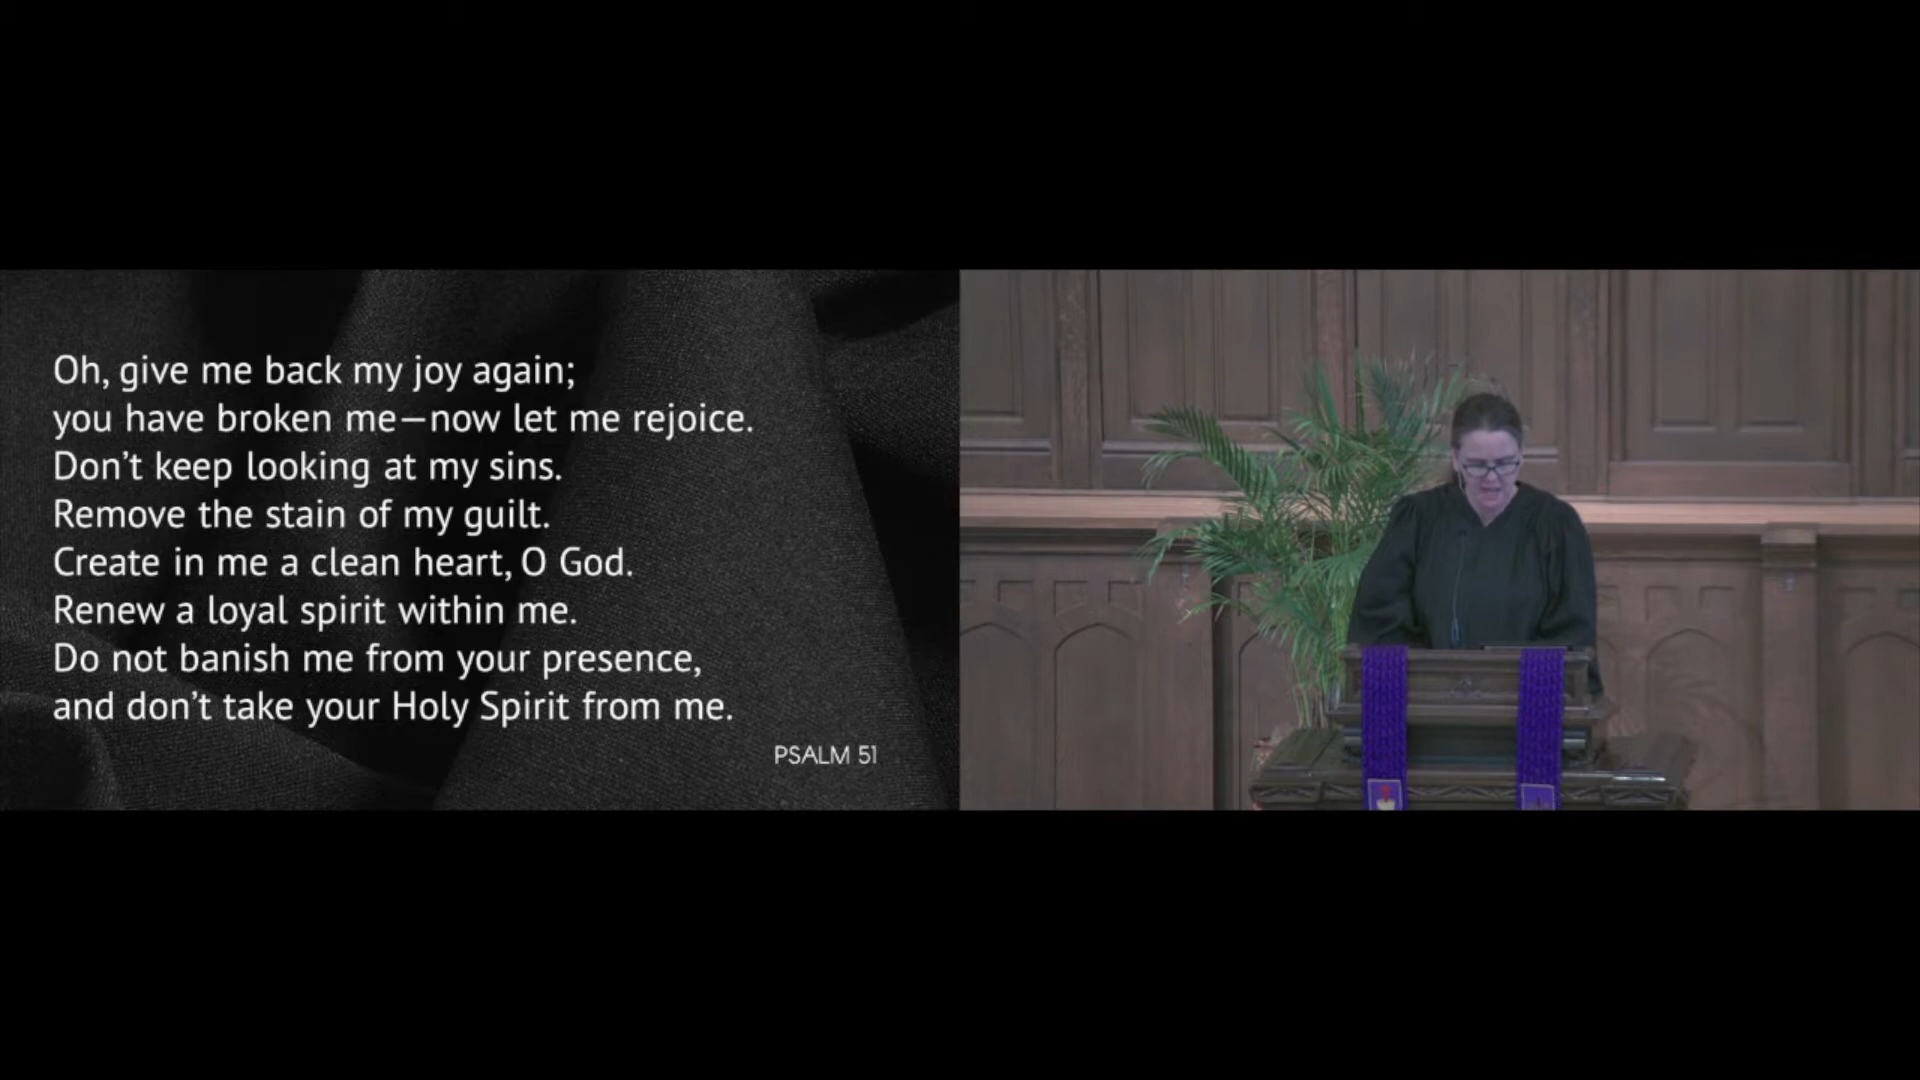 Oh, give me back my joy again;
you have broken me—now let me rejoice.
Don't keep looking at my sins.
Remove the stain of my guilt.
Create in me a clean heart, O God.
Renew a loyal spirit within me.
Do not banish me from your presence,
and don't take your Holy Spirit from me.
PSALM 51